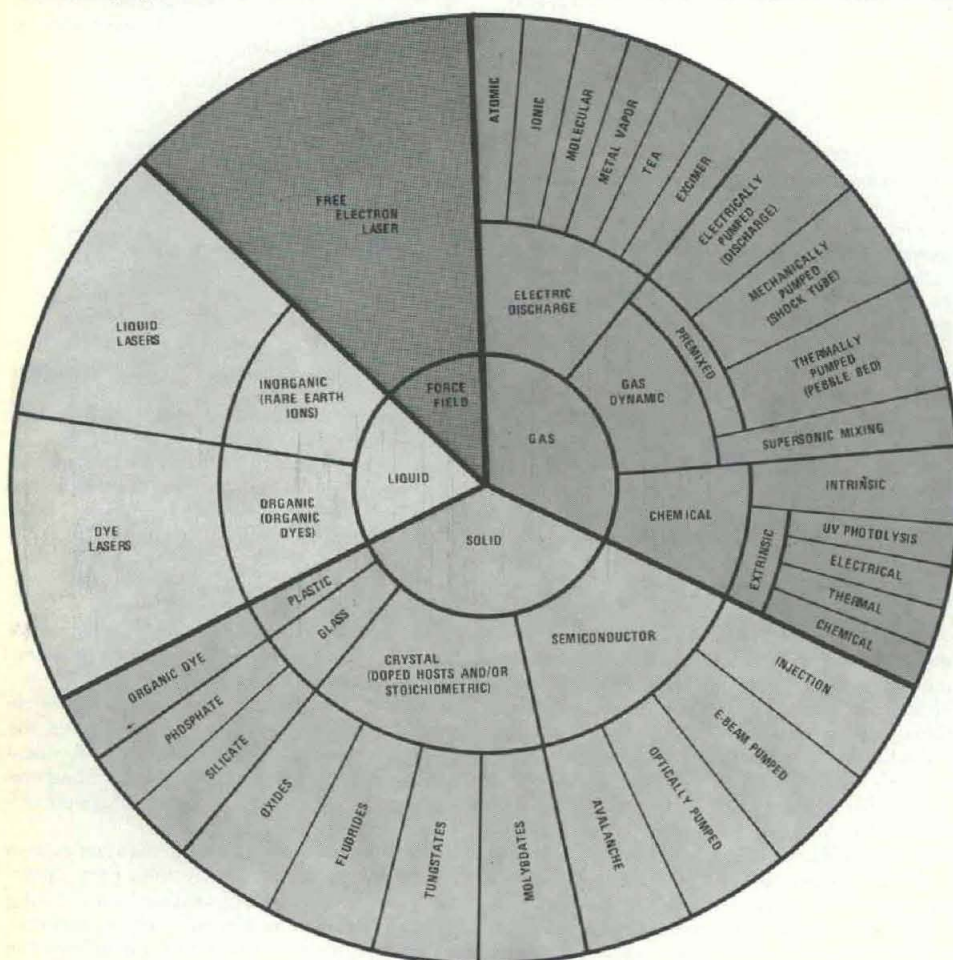 FREE
ELECTRON
LASER
FORCE
FIELD
ATOMIC
IONIC
MOLECULAR
METAL VAPOR
TEA
EXCIMER
ELECTRIC
DISCHARGE
GAS
ELECTRICALLY
PUMPED
(DISCHARGE)
MECHANICALLY
PUMPED
(SHOCK TUBE)
THERMALLY
PUMPED
(PEBBLE BED)
PREMIXED
GAS
DYNAMIC
SUPERSONIC MIXING
CHEMICAL
INTRINSIC
EXTRINSIC
UV PHOTOLYSIS
ELECTRICAL
THERMAL
CHEMICAL
SOLID
SEMICONDUCTOR
INJECTION
E-BEAM PUMPED
OPTICALLY PUMPED
AVALANCHE
CRYSTAL
(DOPED HOSTS AND/OR
STOICHIOMETRIC)
MOLYBDATES
TUNGSTATES
FLUORIDES
OXIDES
GLASS
SILICATE
PHOSPHATE
PLASTIC
ORGANIC DYE
LIQUID
ORGANIC
(ORGANIC
DYES)
DYE
LASERS
INORGANIC
(RARE EARTH
IONS)
LIQUID
LASERS